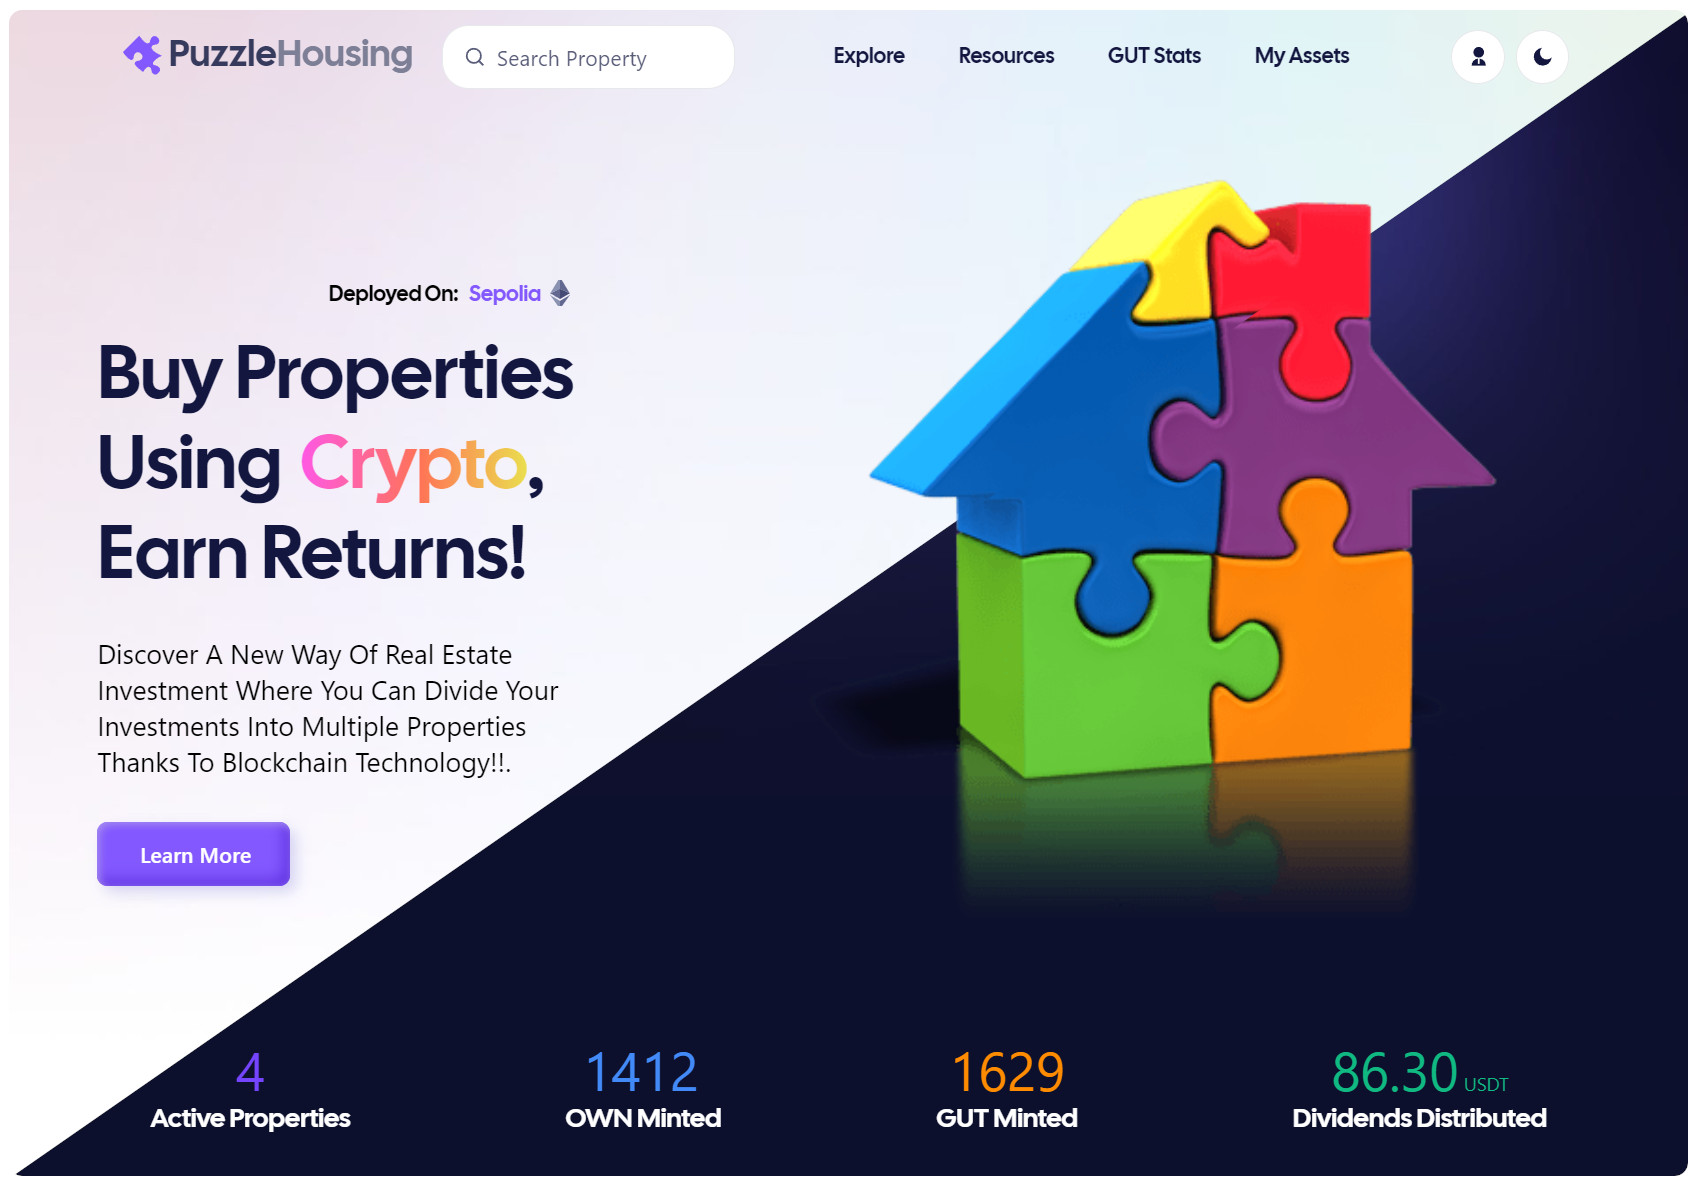 PuzzleHousing
Search Property
Explore
Resources
GUT Stats
My Assets
Deployed On: Sepolia
Buy Properties
Using Crypto,
Earn Returns!
Discover A New Way Of Real Estate
Investment Where You Can Divide Your
Investments Into Multiple Properties
Thanks To Blockchain Technology!!.
Learn More
4
Active Properties
1412
OWN Minted
1629
GUT Minted
86.30 USDT
Dividends Distributed